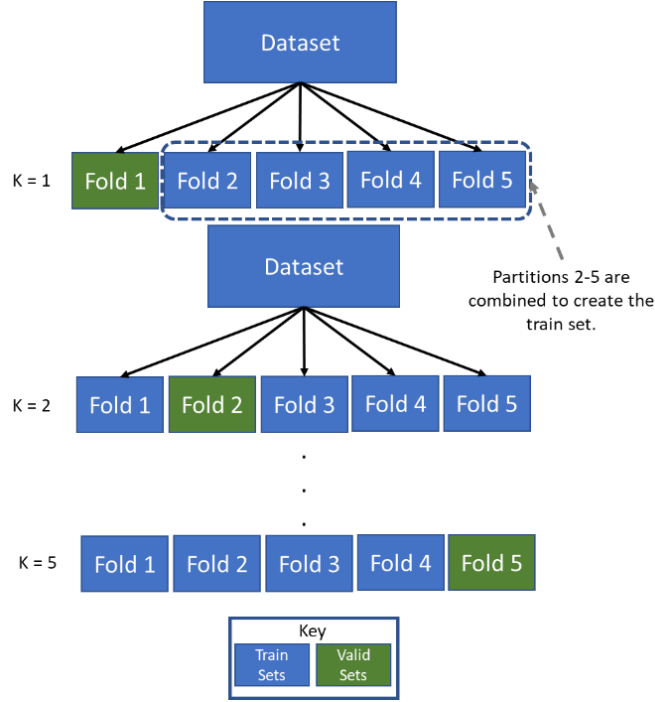 Dataset
K = 1
Fold 1 Fold 2 Fold 3 Fold 4 Fold 5
Partitions 2-5 are
combined to create the
train set.
Dataset
K = 2
Fold 1 Fold 2 Fold 3 Fold 4 Fold 5
.
.
.
K = 5
Fold 1 Fold 2 Fold 3 Fold 4 Fold 5
Key
Train
Sets
Valid
Sets